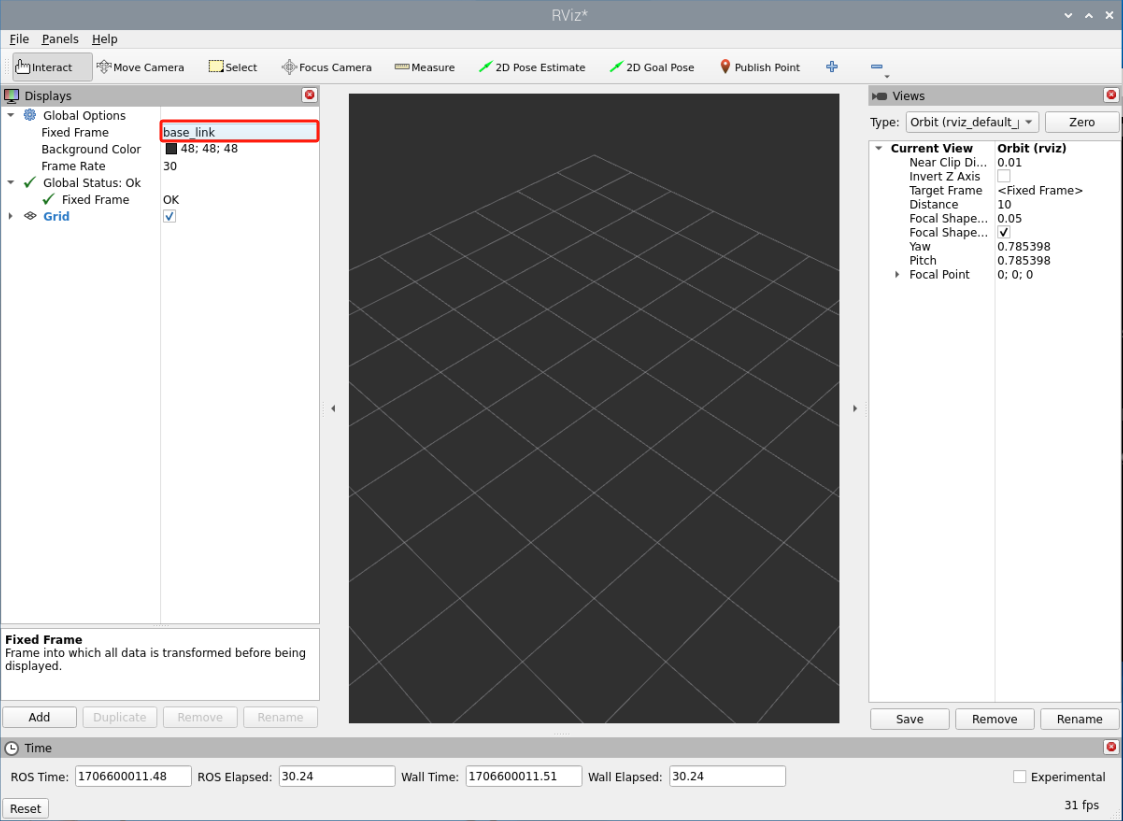 RViz*
File Panels Help
Interact Move Camera Select Focus Camera Measure 2D Pose Estimate 2D Goal Pose Publish Point
Displays
Global Options
Fixed Frame base_link
Background Color 48; 48; 48
Frame Rate 30
Global Status: Ok
Fixed Frame OK
Grid
Fixed Frame
Frame into which all data is transformed before being
displayed.
Add Duplicate Remove Rename
Views
Type: Orbit (rviz_default_ Zero
Current View Orbit (rviz)
Near Clip Di... 0.01
Invert Z Axis
Target Frame <Fixed Frame>
Distance 10
Focal Shape... 0.05
Focal Shape...
Yaw 0.785398
Pitch 0.785398
Focal Point 0; 0; 0
Save Remove Rename
Time
ROS Time: 1706600011.48 ROS Elapsed: 30.24 Wall Time: 1706600011.51 Wall Elapsed: 30.24 Experimental
Reset 31 fps